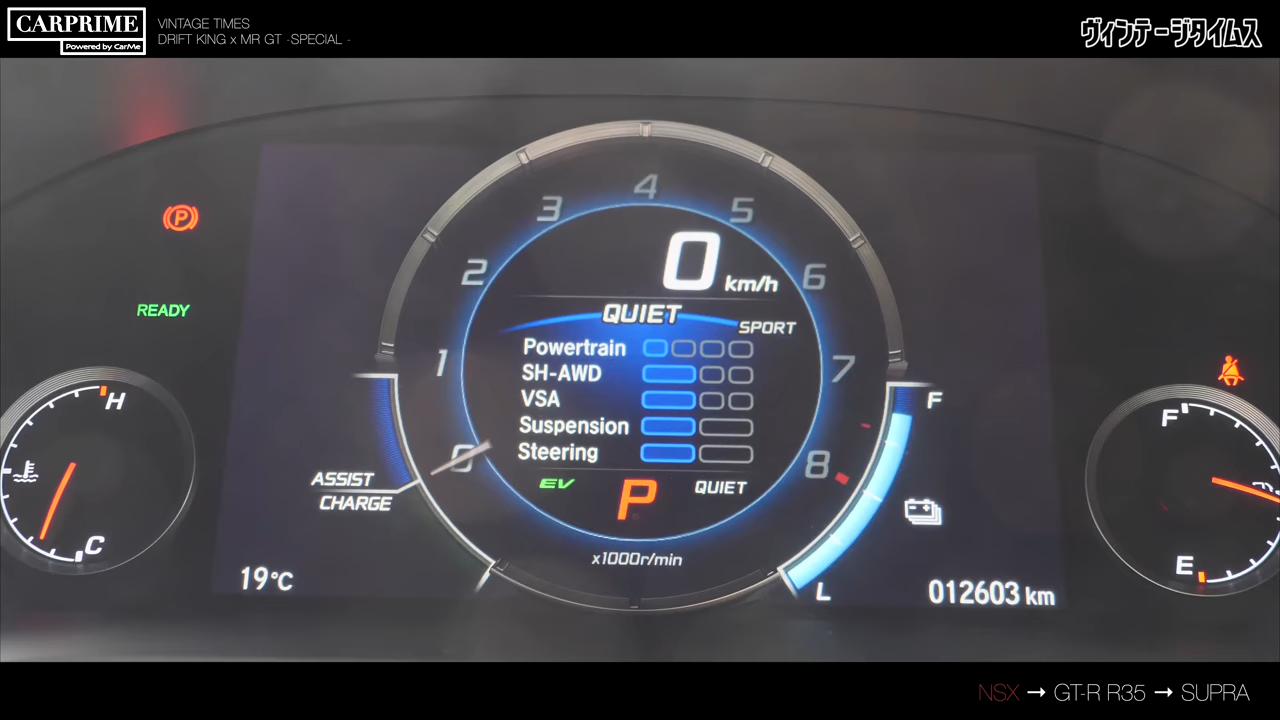 CARPRIME
Powered by CarMe
VINTAGE TIMES
DRIFT KING x MR GT -SPECIAL -
ヴィンテージタイムス
4
3
5
2
6
1
7
0
8
0 km/h
QUIET
SPORT
Powertrain
SH-AWD
VSA
Suspension
Steering
EV
P
QUIET
x1000r/min
P
READY
H
C
ASSIST
CHARGE
19℃
F
L
012603 km
F
E
NSX → GT-R R35 → SUPRA